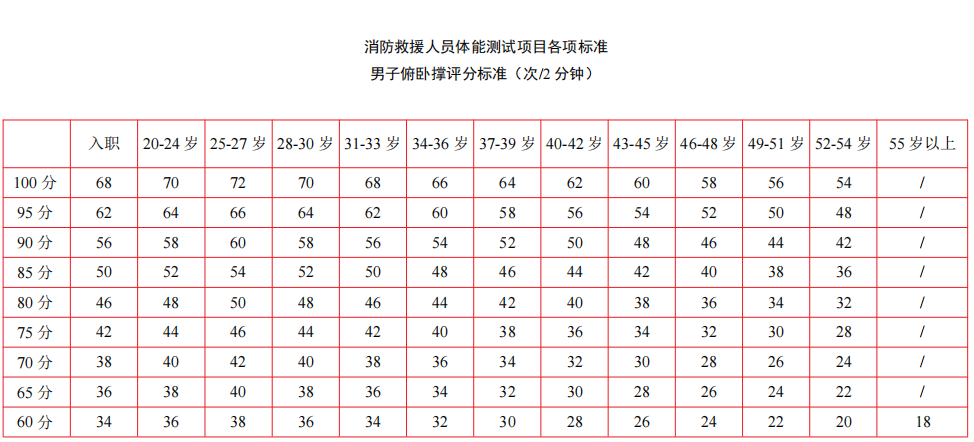 消防救援人员体能测试项目各项标准
男子俯卧撑评分标准（次/2 分钟）
入职 20-24 岁 25-27 岁 28-30 岁 31-33 岁 34-36 岁 37-39 岁 40-42 岁 43-45 岁 46-48 岁 49-51 岁 52-54 岁 55 岁以上
100 分 68 70 72 70 68 66 64 62 60 58 56 54 /
95 分 62 64 66 64 62 60 58 56 54 52 50 48 /
90 分 56 58 60 58 56 54 52 50 48 46 44 42 /
85 分 50 52 54 52 50 48 46 44 42 40 38 36 /
80 分 46 48 50 48 46 44 42 40 38 36 34 32 /
75 分 42 44 46 44 42 40 38 36 34 32 30 28 /
70 分 38 40 42 40 38 36 34 32 30 28 26 24 /
65 分 36 38 40 38 36 34 32 30 28 26 24 22 /
60 分 34 36 38 36 34 32 30 28 26 24 22 20 18